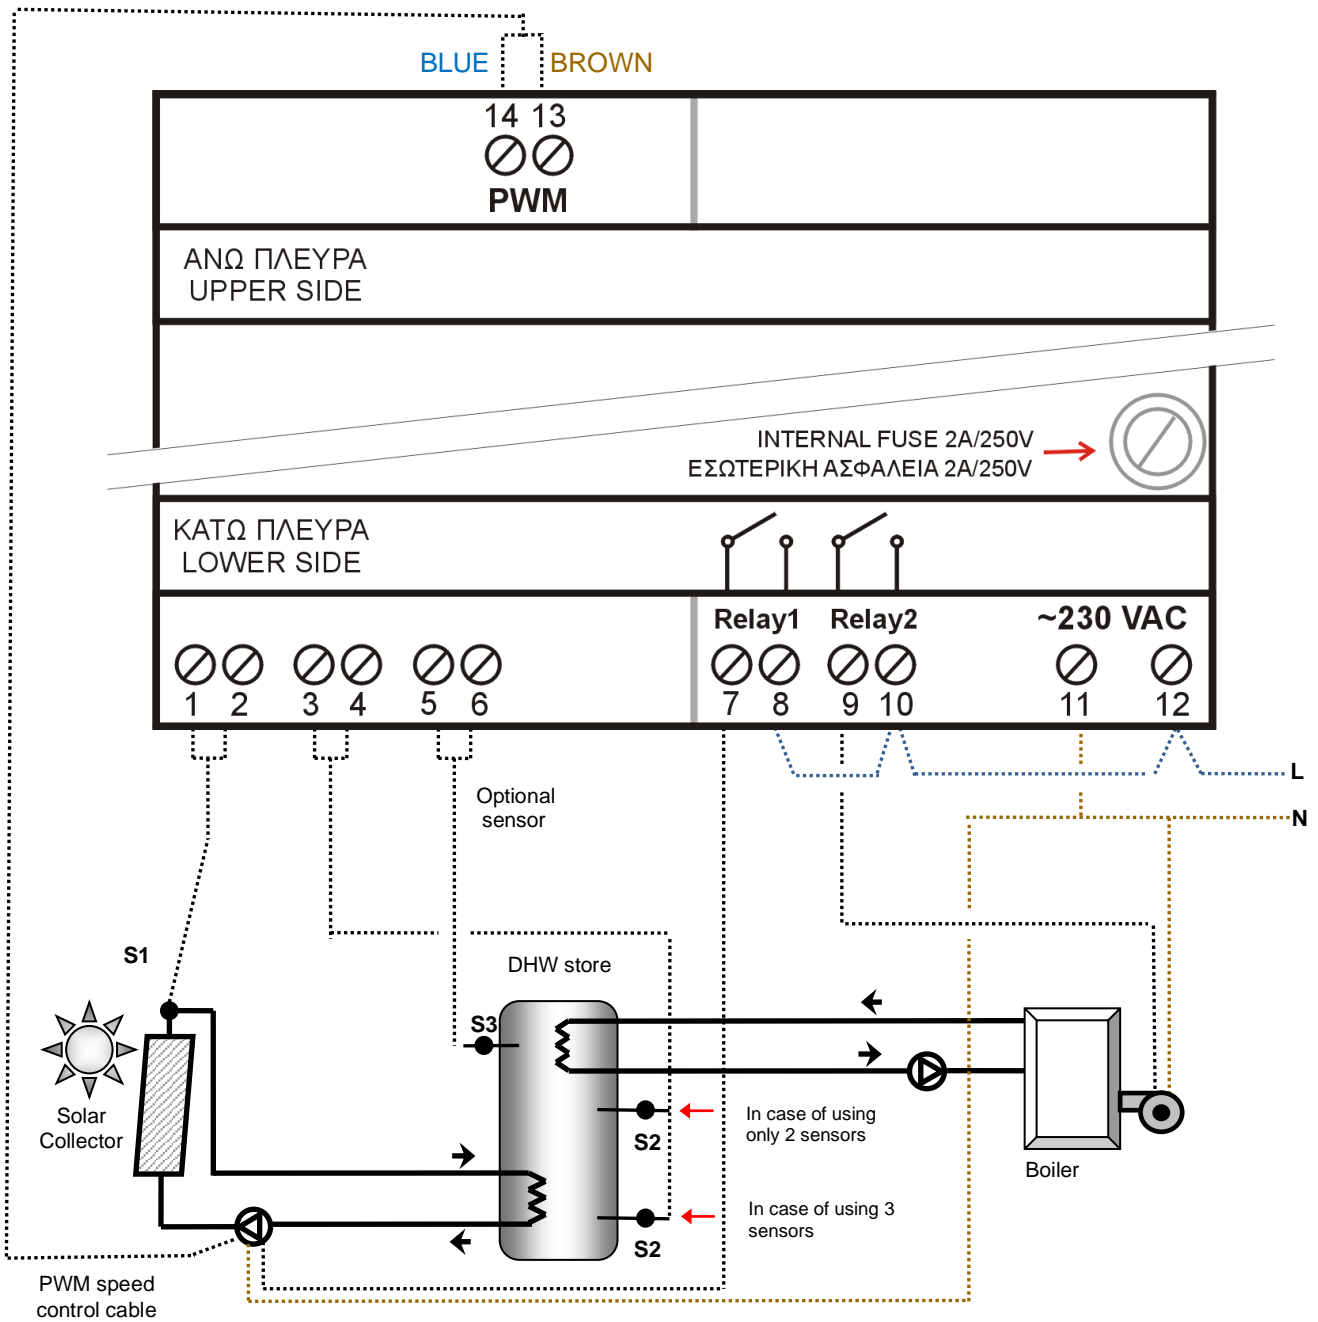 BLUE BROWN
14 13
PWM
ΑΝΩ ΠΛΕΥΡΑ
UPPER SIDE
INTERNAL FUSE 2A/250V
ΕΣΩΤΕΡΙΚΗ ΑΣΦΑΛΕΙΑ 2A/250V
ΚΑΤΩ ΠΛΕΥΡΑ
LOWER SIDE
Relay1 Relay2 ~230 VAC
1 2 3 4 5 6 7 8 9 10 11 12
L
N
Optional
sensor
S1
DHW store
S3
Solar
Collector
In case of using
only 2 sensors
S2
Boiler
In case of using 3
sensors
S2
PWM speed
control cable